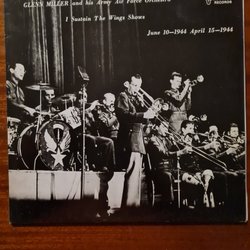 GLENN MILLER and his Army Air Force Orchestra
I Sustain The Wings Shows
June 10—1944 April 15—1944
RECORDS